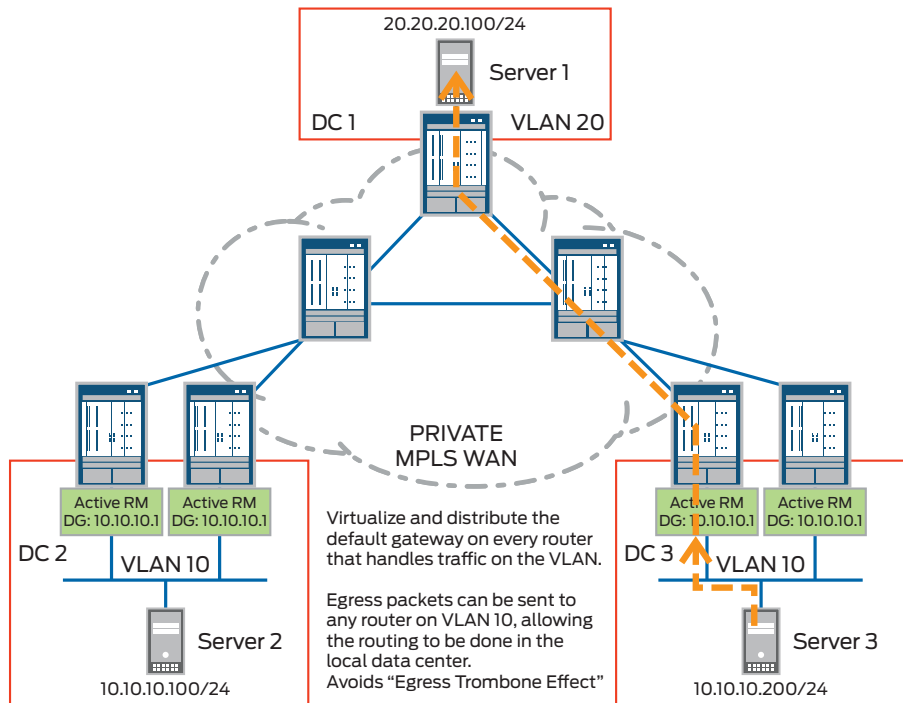 20.20.20.100/24
Server 1
DC 1
VLAN 20
PRIVATE
MPLS WAN
Active RM
DG: 10.10.10.1
Active RM
DG: 10.10.10.1
DC 2
VLAN 10
Server 2
10.10.10.100/24
Virtualize and distribute the
default gateway on every router
that handles traffic on the VLAN.
Egress packets can be sent to
any router on VLAN 10, allowing
the routing to be done in the
local data center.
Avoids “Egress Trombone Effect”
Active RM
DG: 10.10.10.1
Active RM
DG: 10.10.10.1
DC 3
VLAN 10
Server 3
10.10.10.200/24